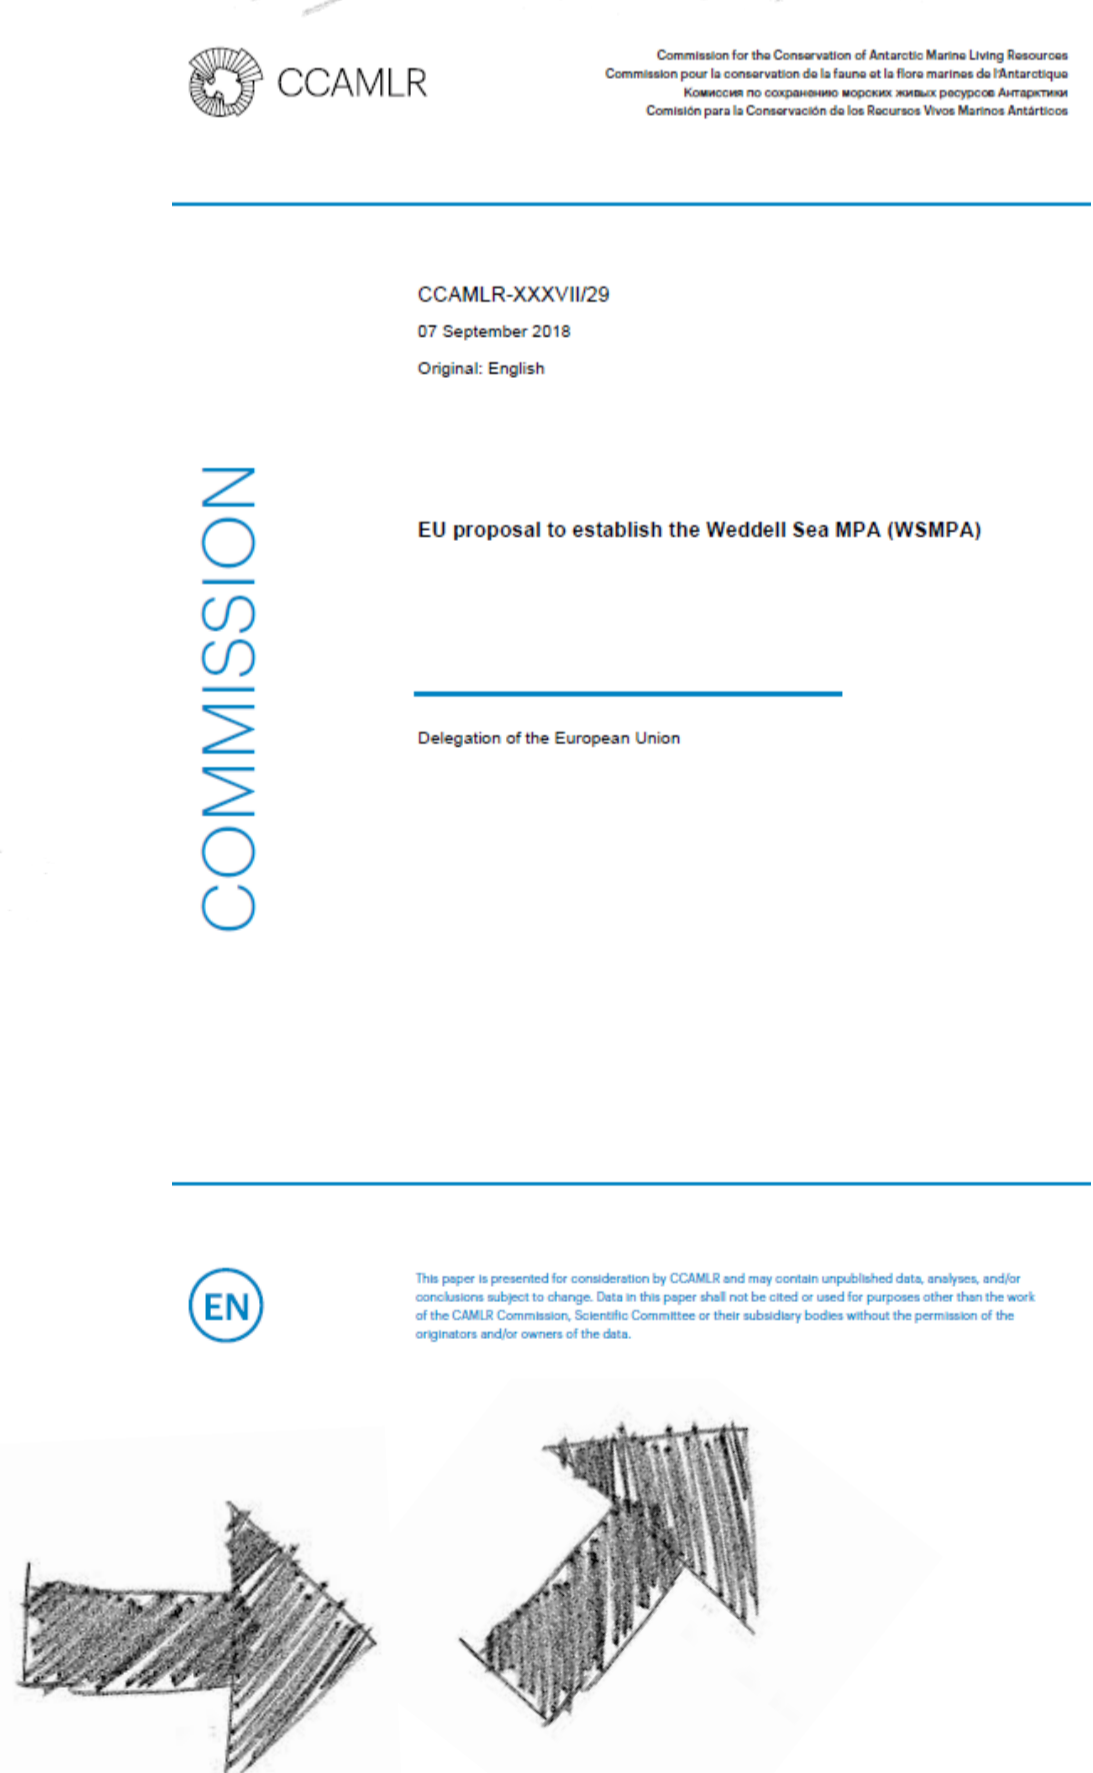 CCAMLR
Commission for the Conservation of Antarctic Marine Living Resources
Commission pour la conservation de la faune et la flore marines de l'Antarctique
Комиссия по сохранению морских живых ресурсов Антарктики
Comisión para la Conservación de los Recursos Vivos Marinos Antárticos
CCAMLR-XXXVII/29
07 September 2018
Original: English
COMMISSION
EU proposal to establish the Weddell Sea MPA (WSMPA)
Delegation of the European Union
EN
This paper is presented for consideration by CCAMLR and may contain unpublished data, analyses, and/or
conclusions subject to change. Data in this paper shall not be cited or used for purposes other than the work
of the CAMLR Commission, Scientific Committee or their subsidiary bodies without the permission of the
originators and/or owners of the data.